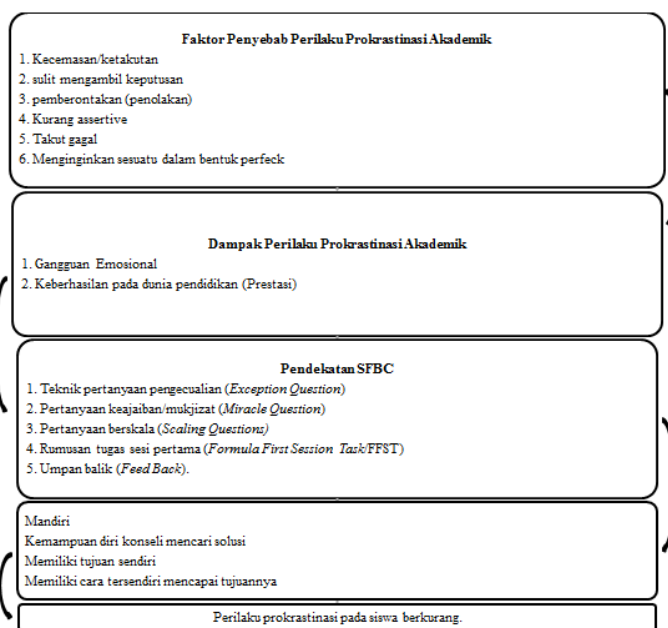 Faktor Penyebab Perilaku Prokrastinasi Akademik
1. Kecemasan/ketakutan
2. sulit mengambil keputusan
3. pemberontakan (penolakan)
4. Kurang assertive
5. Takut gagal
6. Menginginkan sesuatu dalam bentuk perfeck
Dampak Perilaku Prokrastinasi Akademik
1. Gangguan Emosional
2. Keberhasilan pada dunia pendidikan (Prestasi)
Pendekatan SFBC
1. Teknik pertanyaan pengecualian (Exception Question)
2. Pertanyaan keajaiban/mukjizat (Miracle Question)
3. Pertanyaan berskala (Scaling Questions)
4. Rumusan tugas sesi pertama (Formula First Session Task/FFST)
5. Umpan balik (Feed Back).
Mandiri
Kemampuan diri konseli mencari solusi
Memiliki tujuan sendiri
Memiliki cara tersendiri mencapai tujuannya
Perilaku prokrastinasi pada siswa berkurang.